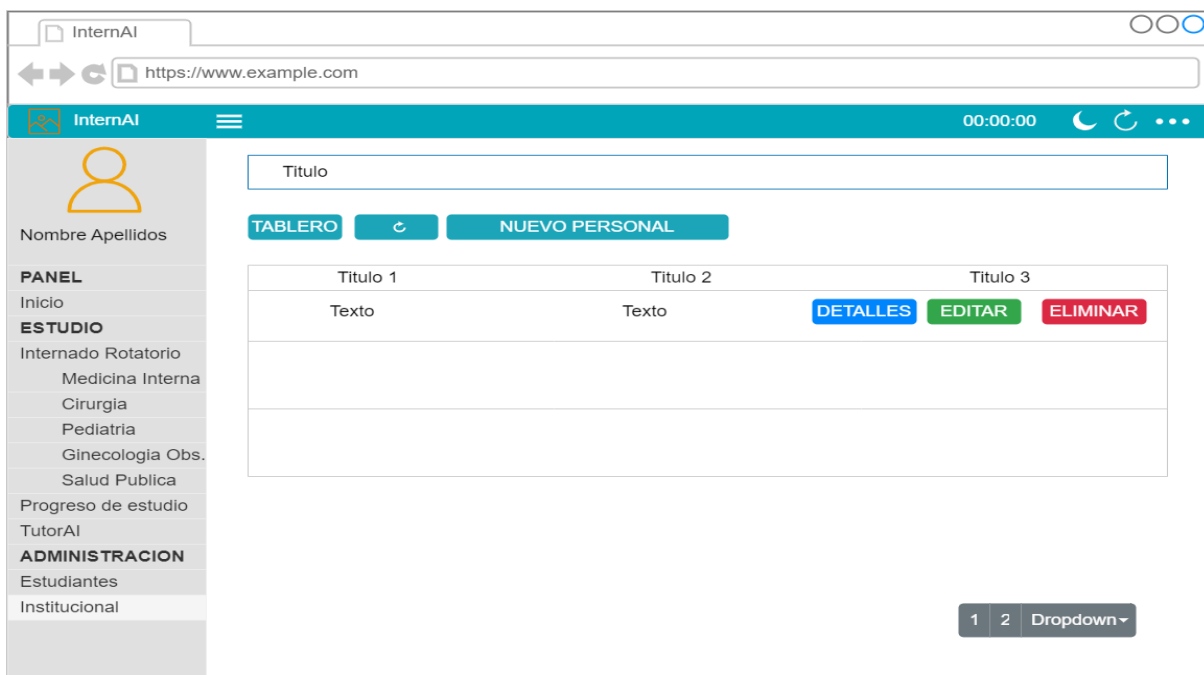 InternAI
https://www.example.com
InternAI 00:00:00
Titulo
TABLERO NUEVO PERSONAL
Nombre Apellidos
PANEL
Inicio
ESTUDIO
Internado Rotatorio
Medicina Interna
Cirurgia
Pediatria
Ginecologia Obs.
Salud Publica
Progreso de estudio
TutorAI
ADMINISTRACION
Estudiantes
Institucional
Titulo 1 Titulo 2 Titulo 3
Texto Texto DETALLES EDITAR ELIMINAR
1 2 Dropdown